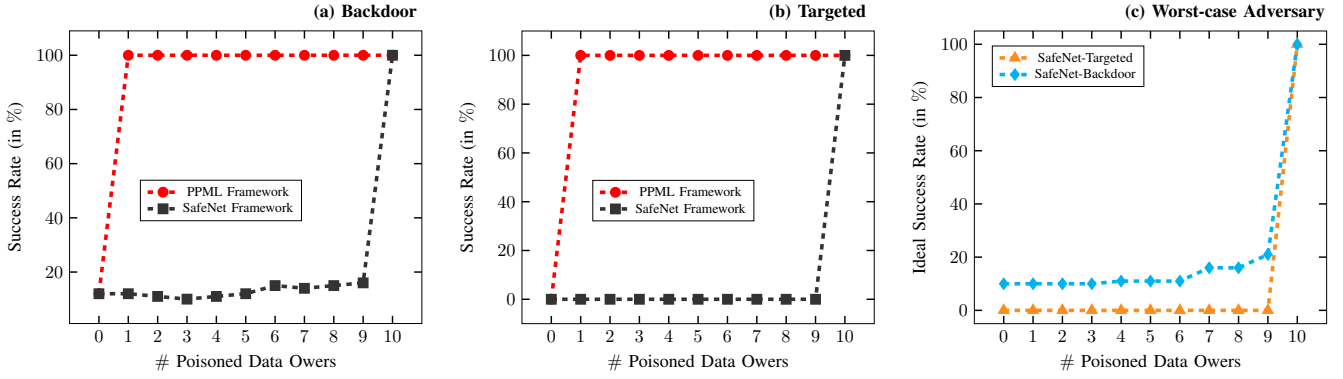 (a) Backdoor
100
80
60
40
20
Success Rate (in %)
PPML Framework
SafeNet Framework
0 1 2 3 4 5 6 7 8 9 10
# Poisoned Data Owers
(b) Targeted
100
80
60
40
20
0
Success Rate (in %)
PPML Framework
SafeNet Framework
0 1 2 3 4 5 6 7 8 9 10
# Poisoned Data Owers
(c) Worst-case Adversary
100
80
60
40
20
0
Ideal Success Rate (in %)
SafeNet-Targeted
SafeNet-Backdoor
0 1 2 3 4 5 6 7 8 9 10
# Poisoned Data Owers